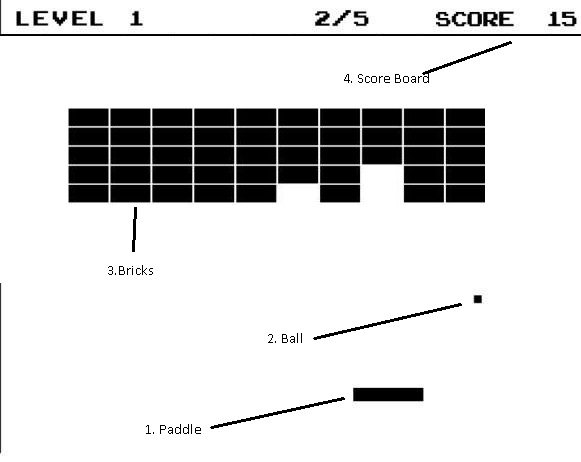 LEVEL 1 2/5 SCORE 15
4. Score Board
3.Bricks
2. Ball
1. Paddle